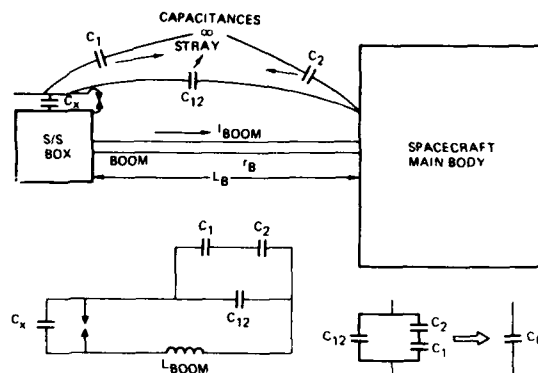 CAPACITANCES
∞
STRAY
C1
C2
C12
Cx
S/S
BOX
IBOOM
BOOM
rB
LB
SPACECRAFT
MAIN BODY
C1
C2
C12
Cx
LBOOM
C12
C2
C1